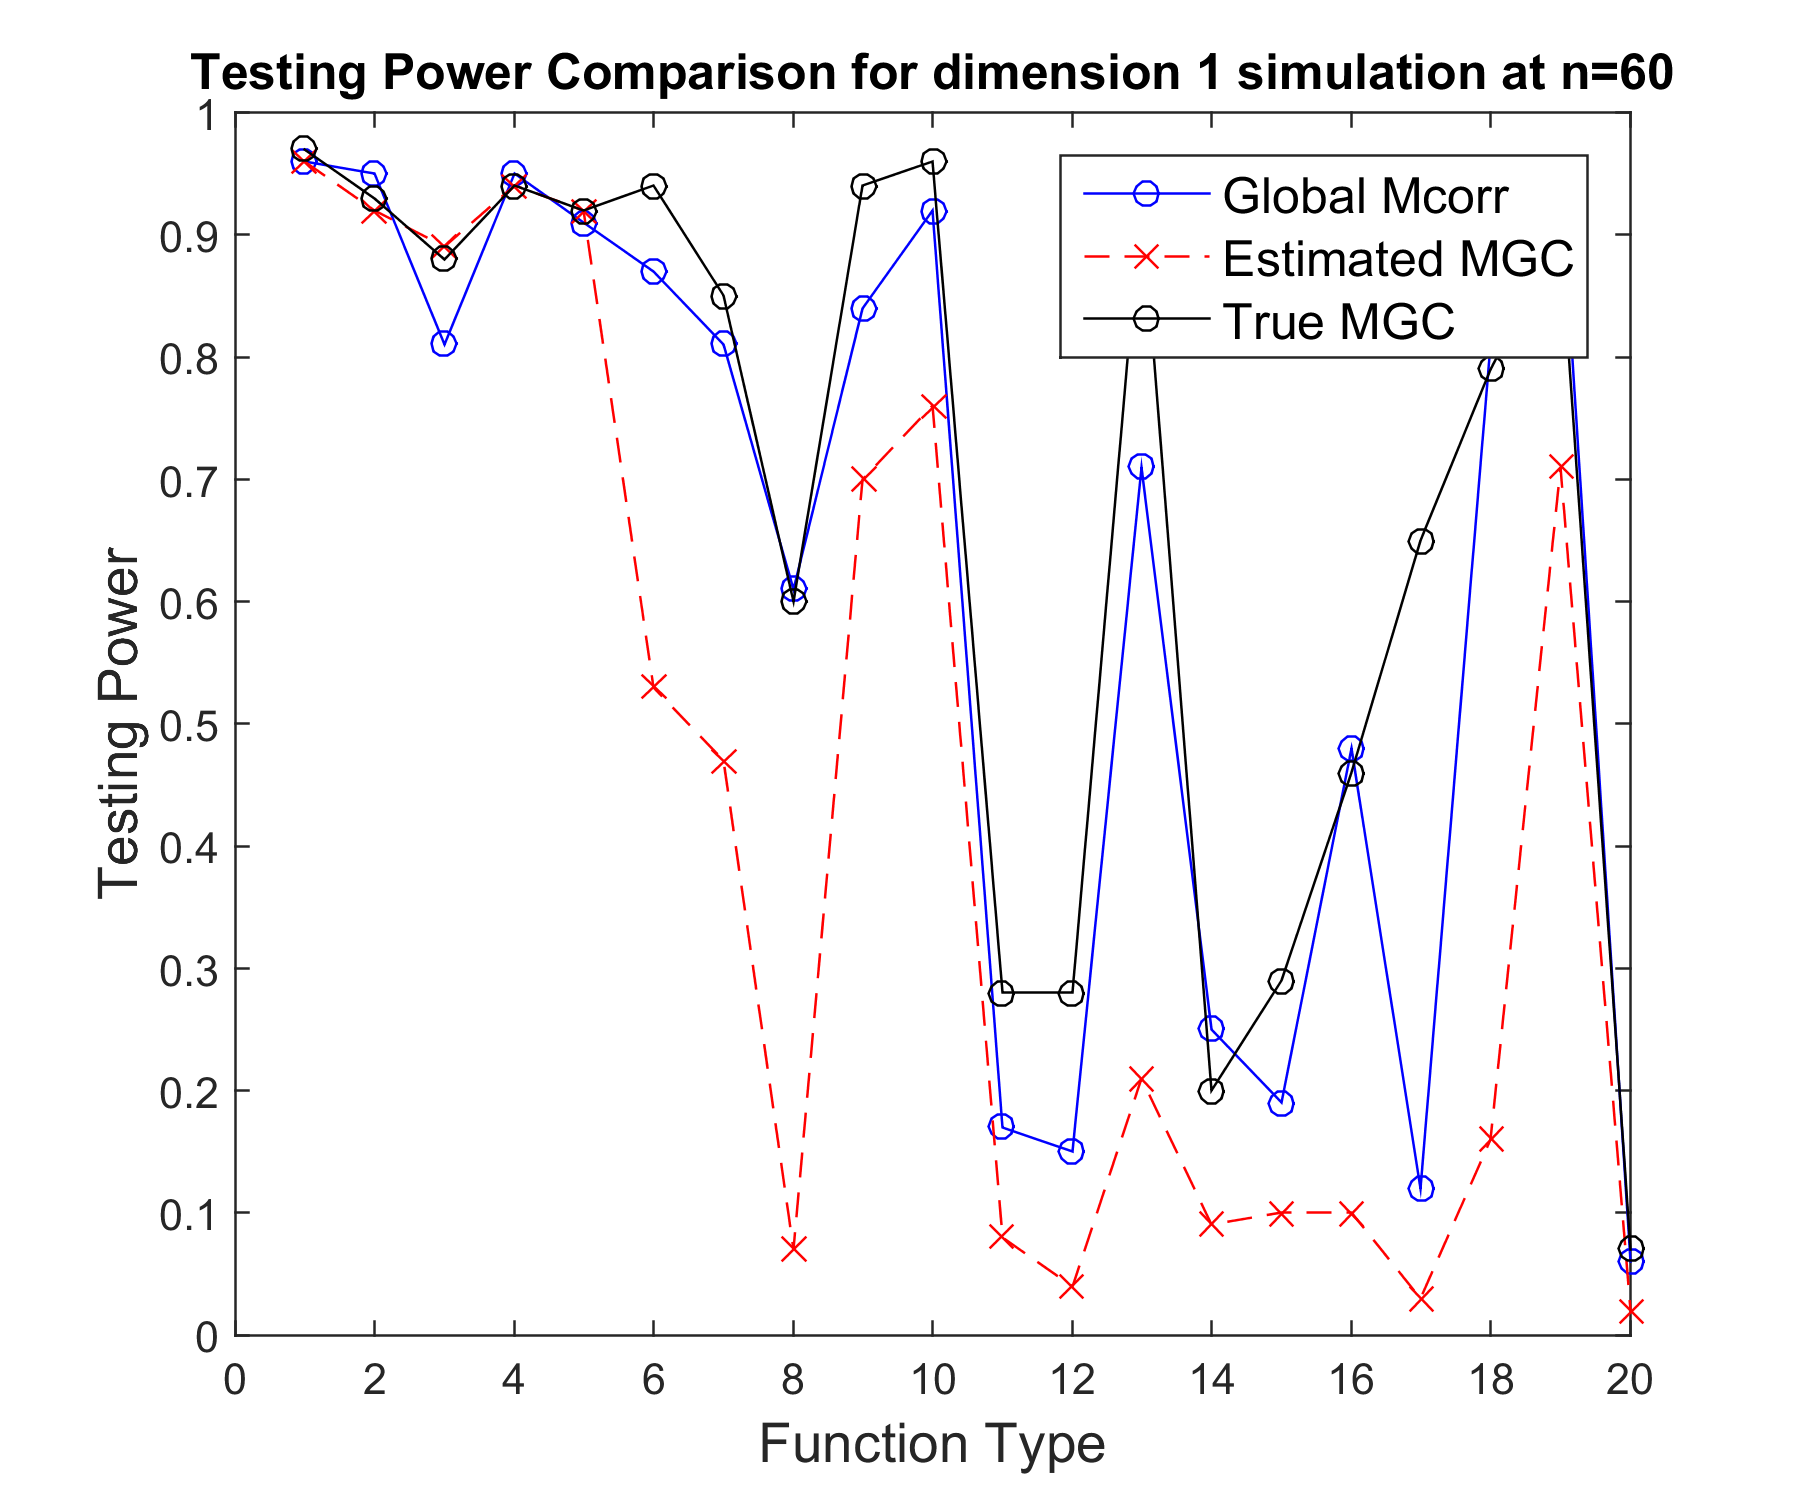 Testing Power Comparison for dimension 1 simulation at n=60
1
0.9
0.8
0.7
0.6
0.5
0.4
0.3
0.2
0.1
0
Testing Power
Global Mcorr
Estimated MGC
True MGC
0 2 4 6 8 10 12 14 16 18 20
Function Type